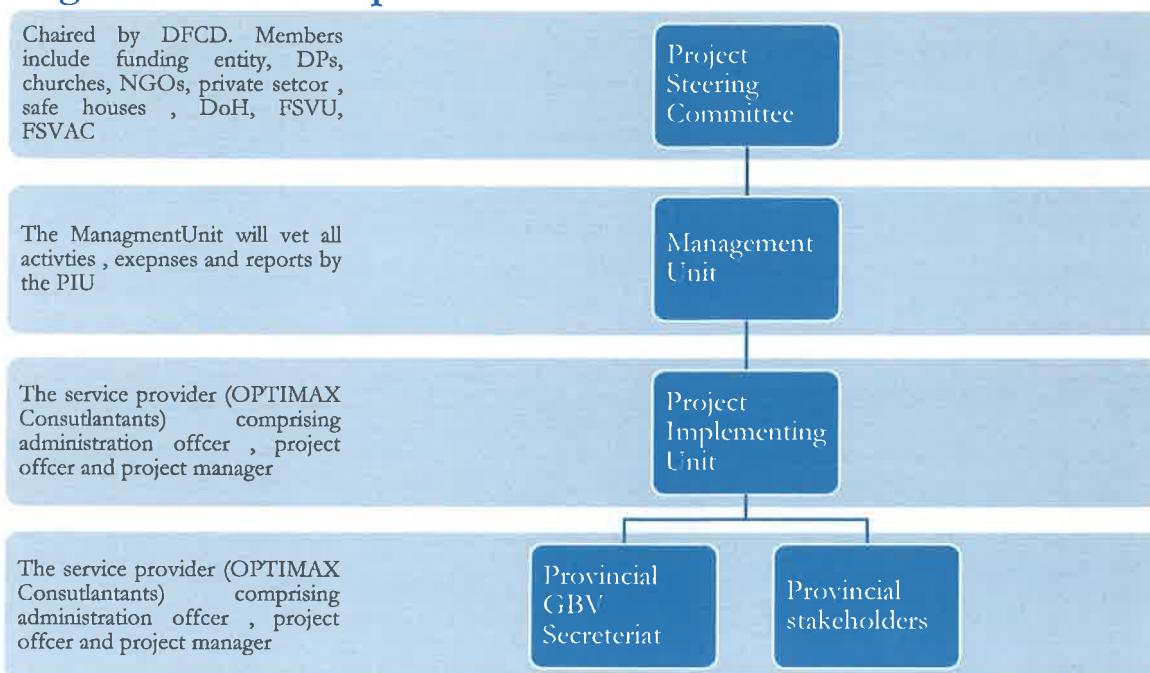 Chaired by DFCD. Members
include funding entity, DPs,
churches, NGOs, private setcor ,
safe houses , DoH, FSVU,
FSVAC
Project
Steering
Committee
The ManagmentUnit will vet all
activties , exepnses and reports by
the PIU
Management
Unit
The service provider (OPTIMAX
Consutlantants) comprising
administration offcer , project
offcer and project manager
Project
Implementing
Unit
The service provider (OPTIMAX
Consutlantants) comprising
administration offcer , project
offcer and project manager
Provincial
GBV
Secreteriat
Provincial
stakeholders